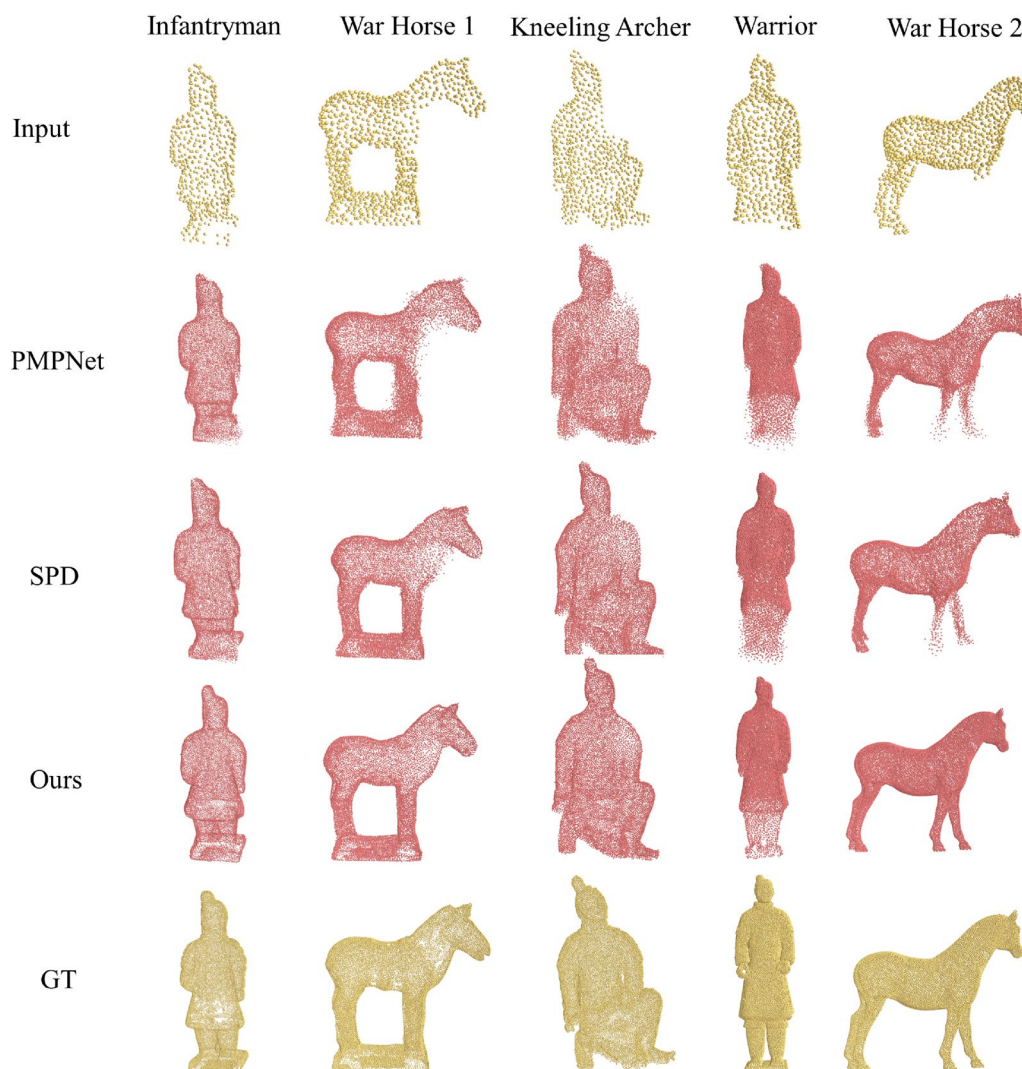 Infantryman War Horse 1 Kneeling Archer Warrior War Horse 2
Input
PMPNet
SPD
Ours
GT